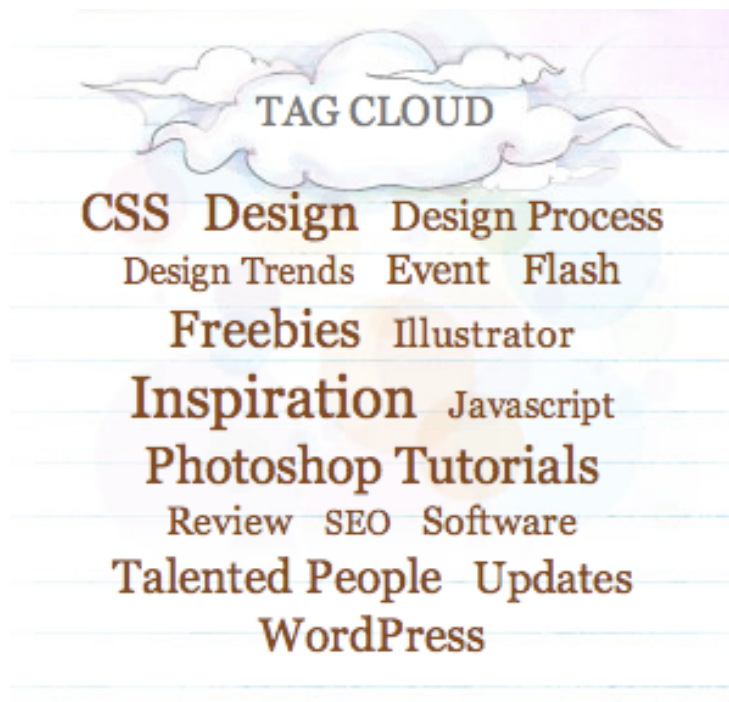 TAG CLOUD
CSS Design Design Process
Design Trends Event Flash
Freebies Illustrator
Inspiration Javascript
Photoshop Tutorials
Review SEO Software
Talented People Updates
WordPress